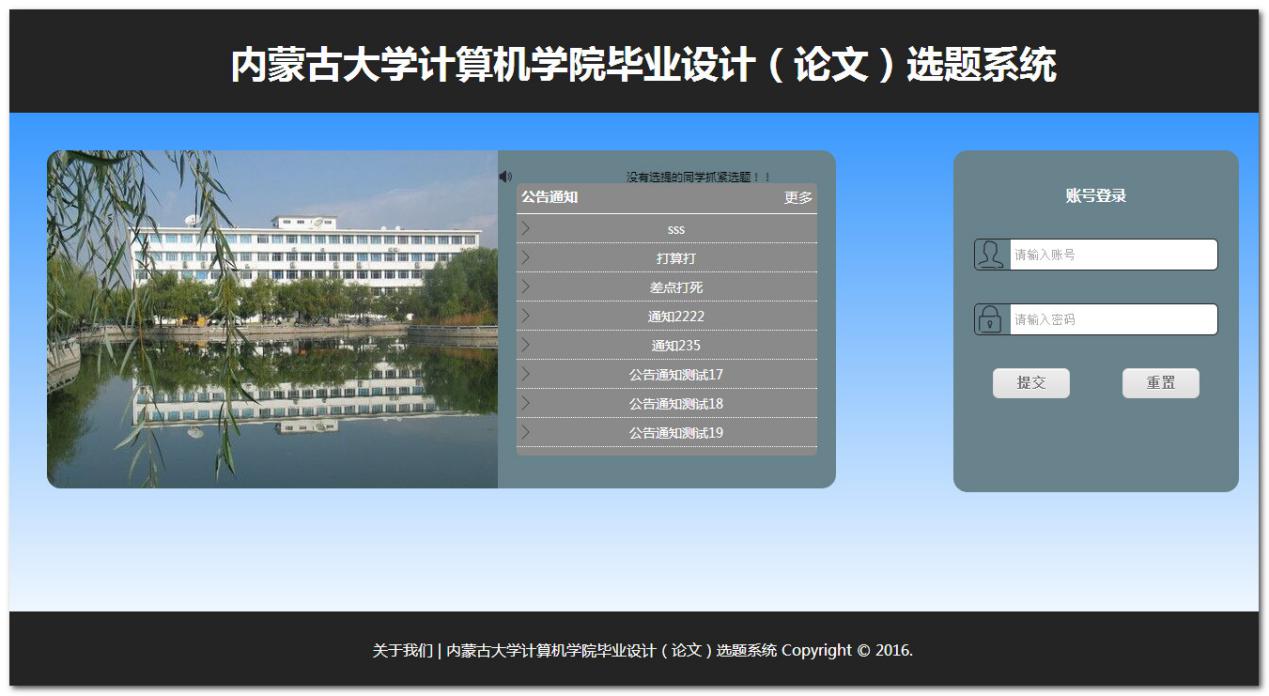 内蒙古大学计算机学院毕业设计（论文）选题系统
没有选提的同学抓紧选题！！
公告通知 更多
sss
打算打
差点打死
通知2222
通知235
公告通知测试17
公告通知测试18
公告通知测试19
账号登录
请输入账号
请输入密码
提交 重置
关于我们 | 内蒙古大学计算机学院毕业设计（论文）选题系统 Copyright © 2016.